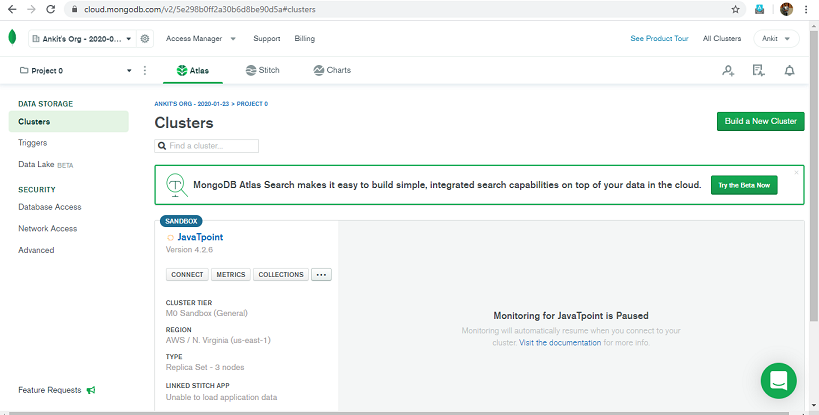 cloud.mongodb.com/v2/5e298b0ff2a30b6d8be90d5a#clusters
Ankit's Org - 2020-0... Access Manager Support Billing See Product Tour All Clusters Ankit
Project 0 Atlas Stitch Charts
DATA STORAGE
Clusters
Triggers
Data Lake BETA
SECURITY
Database Access
Network Access
Advanced
Feature Requests
ANKIT'S ORG - 2020-01-23 > PROJECT 0
Clusters
Build a New Cluster
Find a cluster...
MongoDB Atlas Search makes it easy to build simple, integrated search capabilities on top of your data in the cloud. Try the Beta Now
SANDBOX
JavaTpoint
Version 4.2.6
CONNECT METRICS COLLECTIONS ...
CLUSTER TIER
M0 Sandbox (General)
REGION
AWS / N. Virginia (us-east-1)
TYPE
Replica Set - 3 nodes
LINKED STITCH APP
Unable to load application data
Monitoring for JavaTpoint is Paused
Monitoring will automatically resume when you connect to your
cluster. Visit the documentation for more info.